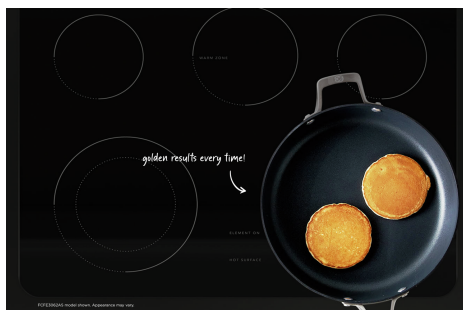 WARM ZONE
golden results every time!
ELEMENT ON
HOT SURFACE
FCFE3062AS model shown. Appearance may vary.